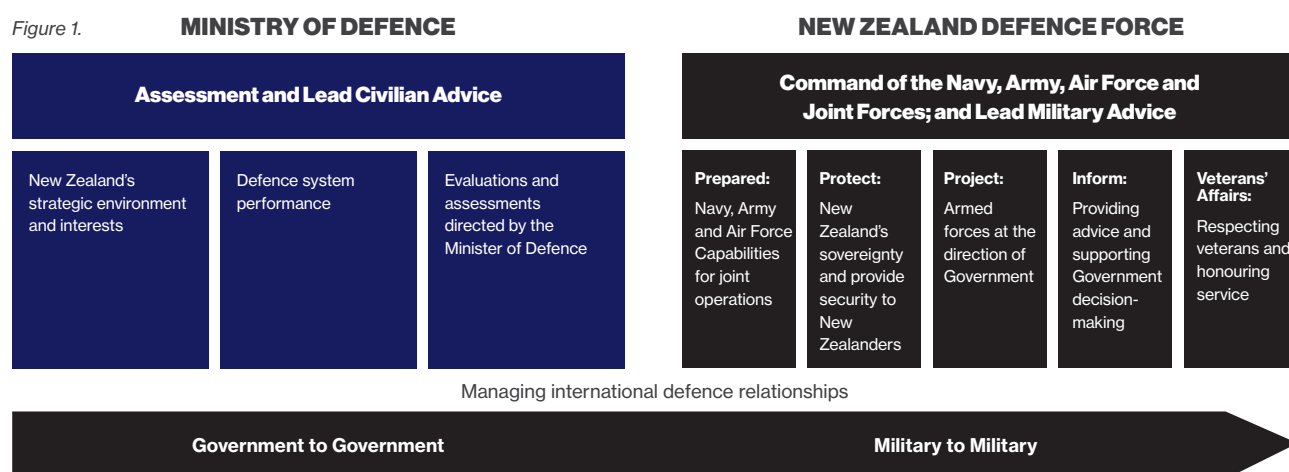 Figure 1.
MINISTRY OF DEFENCE
Assessment and Lead Civilian Advice
New Zealand's
strategic environment
and interests
Defence system
performance
Evaluations and
assessments
directed by the
Minister of Defence
NEW ZEALAND DEFENCE FORCE
Command of the Navy, Army, Air Force and
Joint Forces; and Lead Military Advice
Prepared:
Navy, Army
and Air Force
Capabilities
for joint
operations
Protect:
New
Zealand's
sovereignty
and provide
security to
New
Zealanders
Project:
Armed
forces at the
direction of
Government
Inform:
Providing
advice and
supporting
Government
decision-
making
Veterans'
Affairs:
Respecting
veterans and
honouring
service
Managing international defence relationships
Government to Government
Military to Military